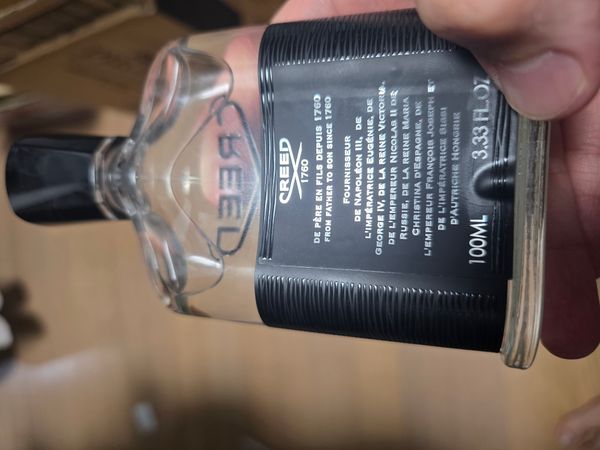 CREED
CREED
1760
DE PÈRE EN FILS DEPUIS 1760
FROM FATHER TO SON SINCE 1760
FOURNISSEUR
DE NAPOLÉON III, DE
L'IMPÉRATRICE EUGÉNIE, DE
GEORGE IV, DE LA REINE VICTORIA,
DE L'EMPEREUR NICOLAS II DE
RUSSIE, DE LA REINE MARIA
CHRISTINA D'ESPAGNE, DE
L'EMPEREUR FRANÇOIS JOSEPH ET
DE L'IMPÉRATRICE SISSI
D'AUTRICHE HONGRIE
100ML 3.33 FL.OZ